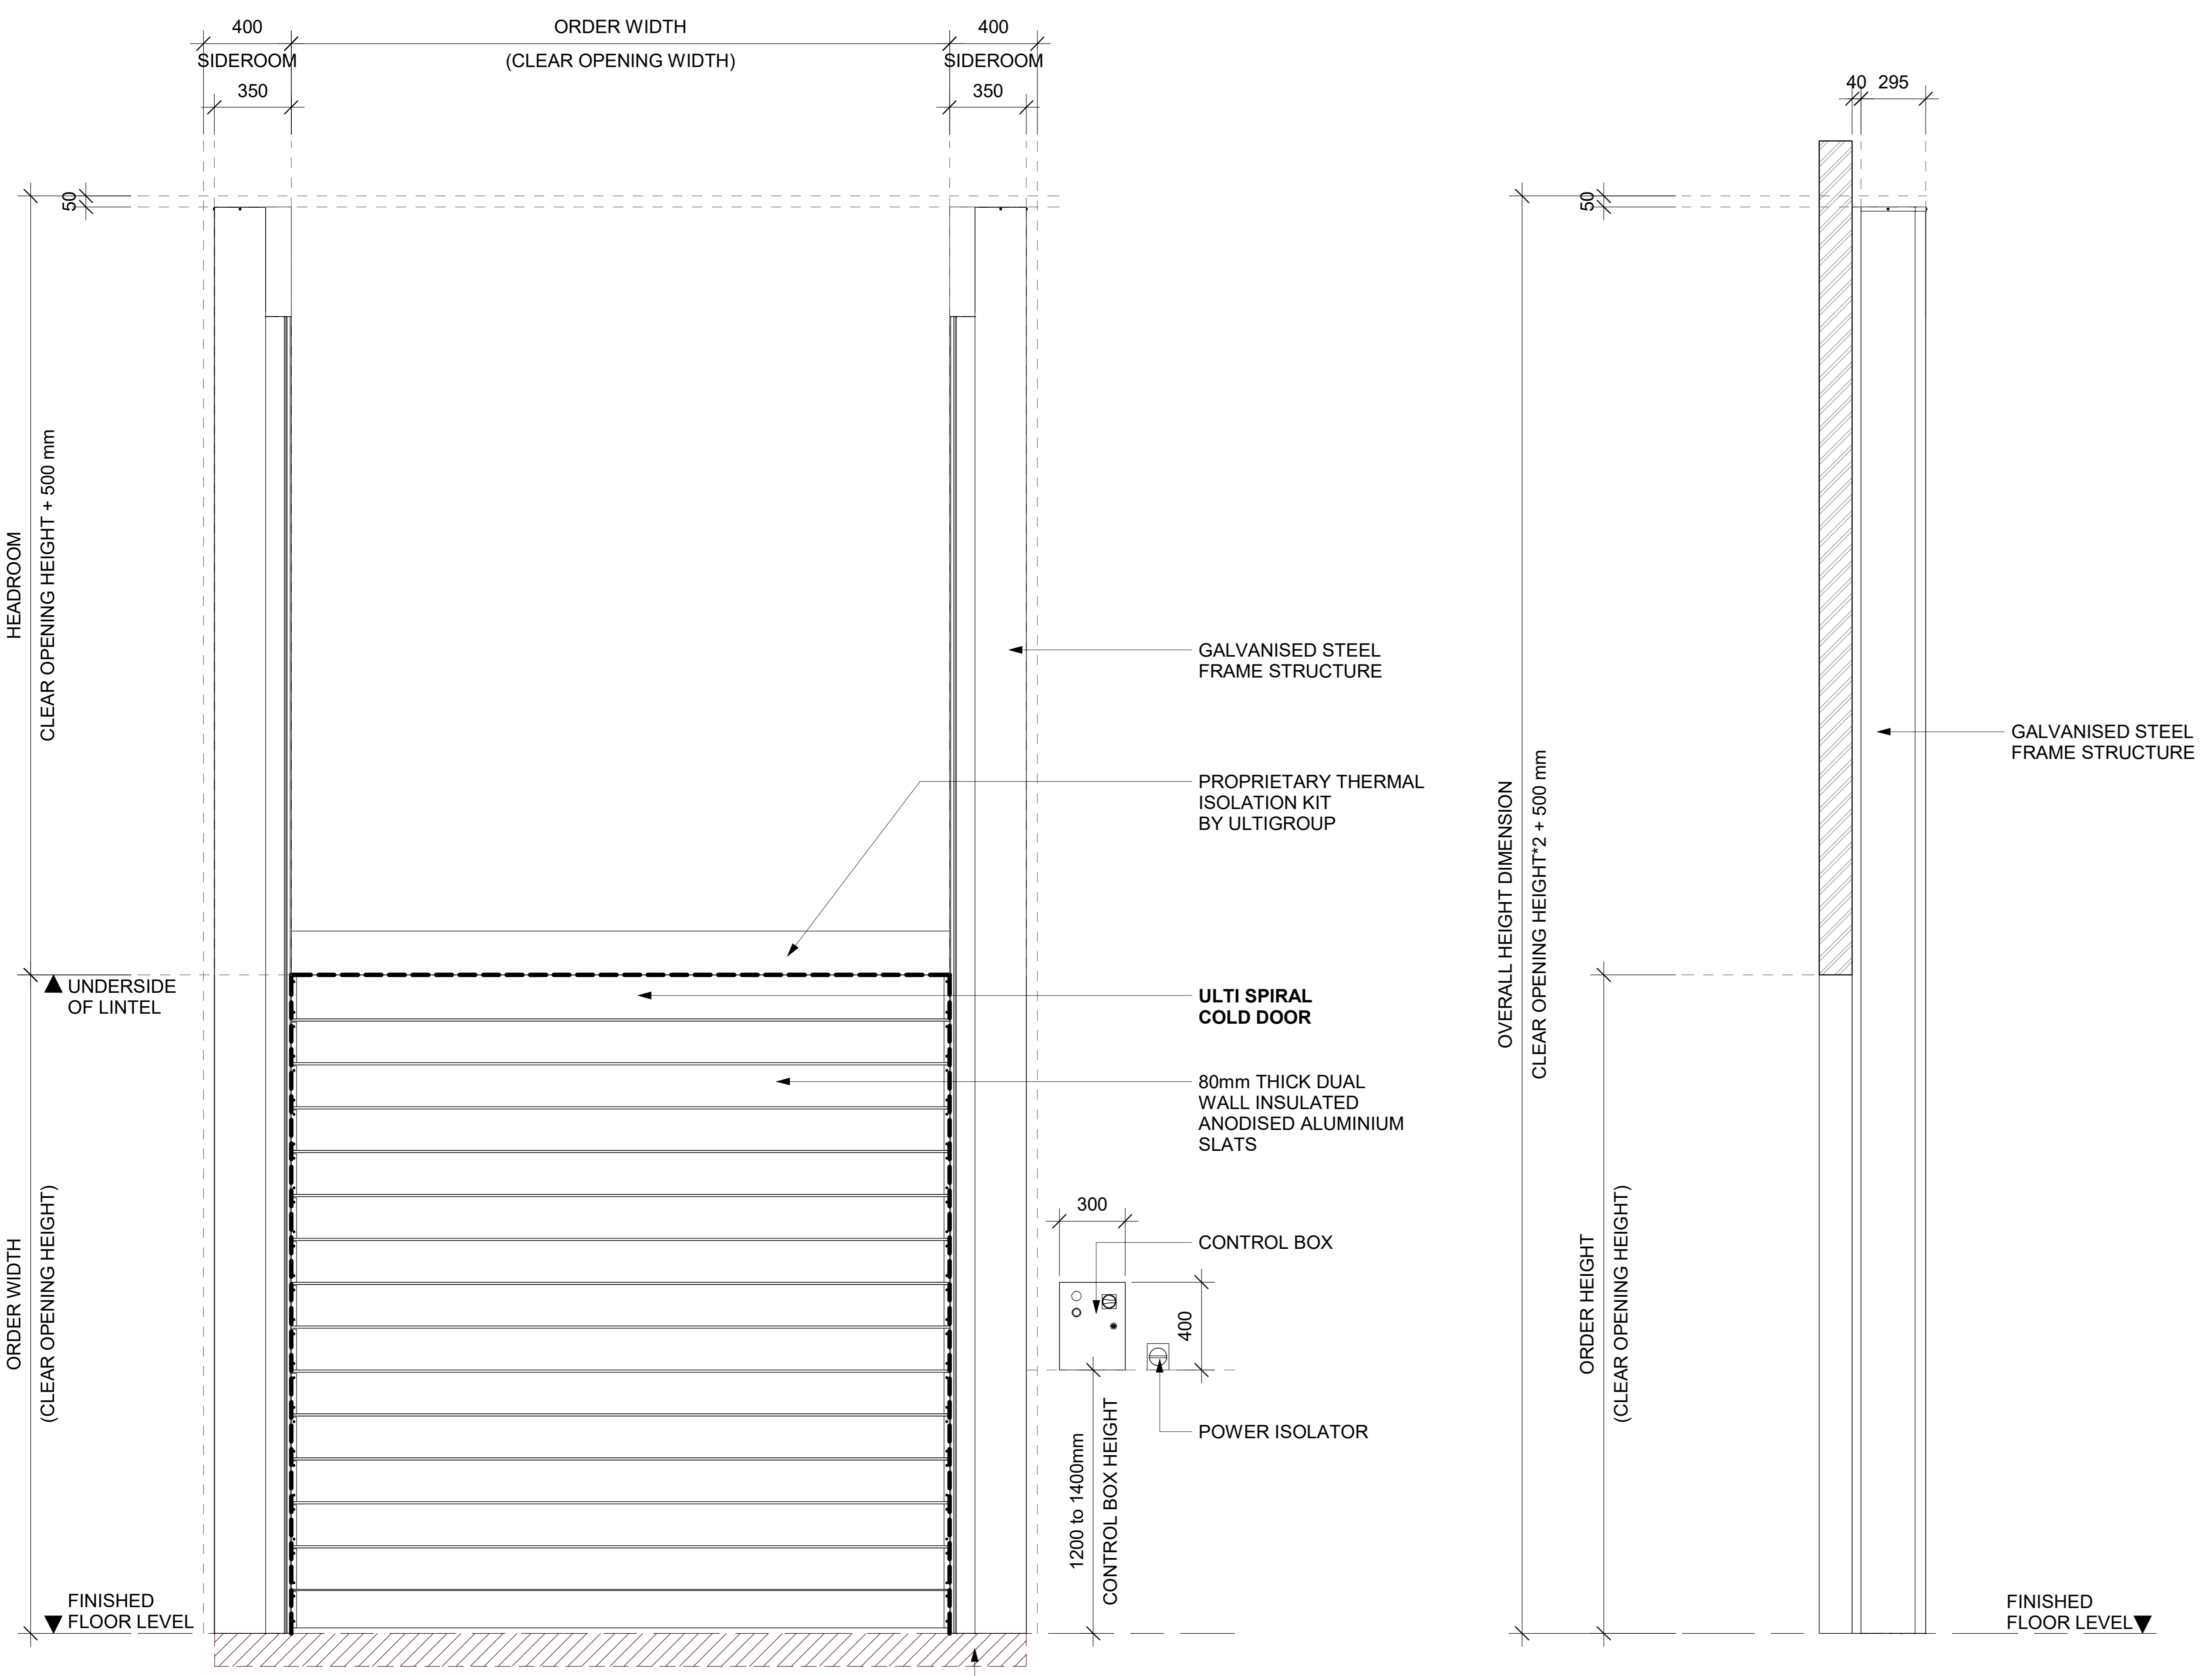 400
ORDER WIDTH
400
SIDEROOM
(CLEAR OPENING WIDTH)
SIDEROOM
350
350
40
295
50
50
HEADROOM
CLEAR OPENING HEIGHT + 500 mm
GALVANISED STEEL
FRAME STRUCTURE
GALVANISED STEEL
FRAME STRUCTURE
PROPRIETARY THERMAL
ISOLATION KIT
BY ULTIGROUP
OVERALL HEIGHT DIMENSION
CLEAR OPENING HEIGHT*2 + 500 mm
UNDERSIDE
OF LINTEL
ULTI SPIRAL
COLD DOOR
80mm THICK DUAL
WALL INSULATED
ANODISED ALUMINIUM
SLATS
ORDER WIDTH
(CLEAR OPENING HEIGHT)
300
CONTROL BOX
400
ORDER HEIGHT
(CLEAR OPENING HEIGHT)
POWER ISOLATOR
1200 to 1400mm
CONTROL BOX HEIGHT
FINISHED
FLOOR LEVEL
FINISHED
FLOOR LEVEL